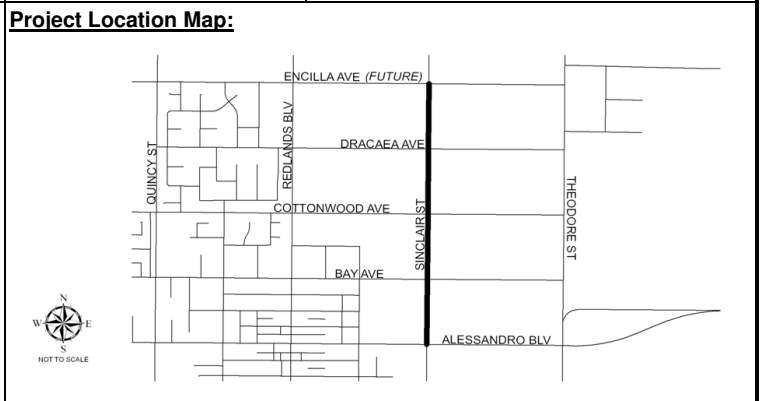 Project Location Map:
ENCILLA AVE (FUTURE)
QUINCY ST
REDLANDS BLV
DRACAEA AVE
COTTONWOOD AVE
SINCLAIR ST
THEODORE ST
BAY AVE
ALESSANDRO BLV
N
W E
S
NOT TO SCALE